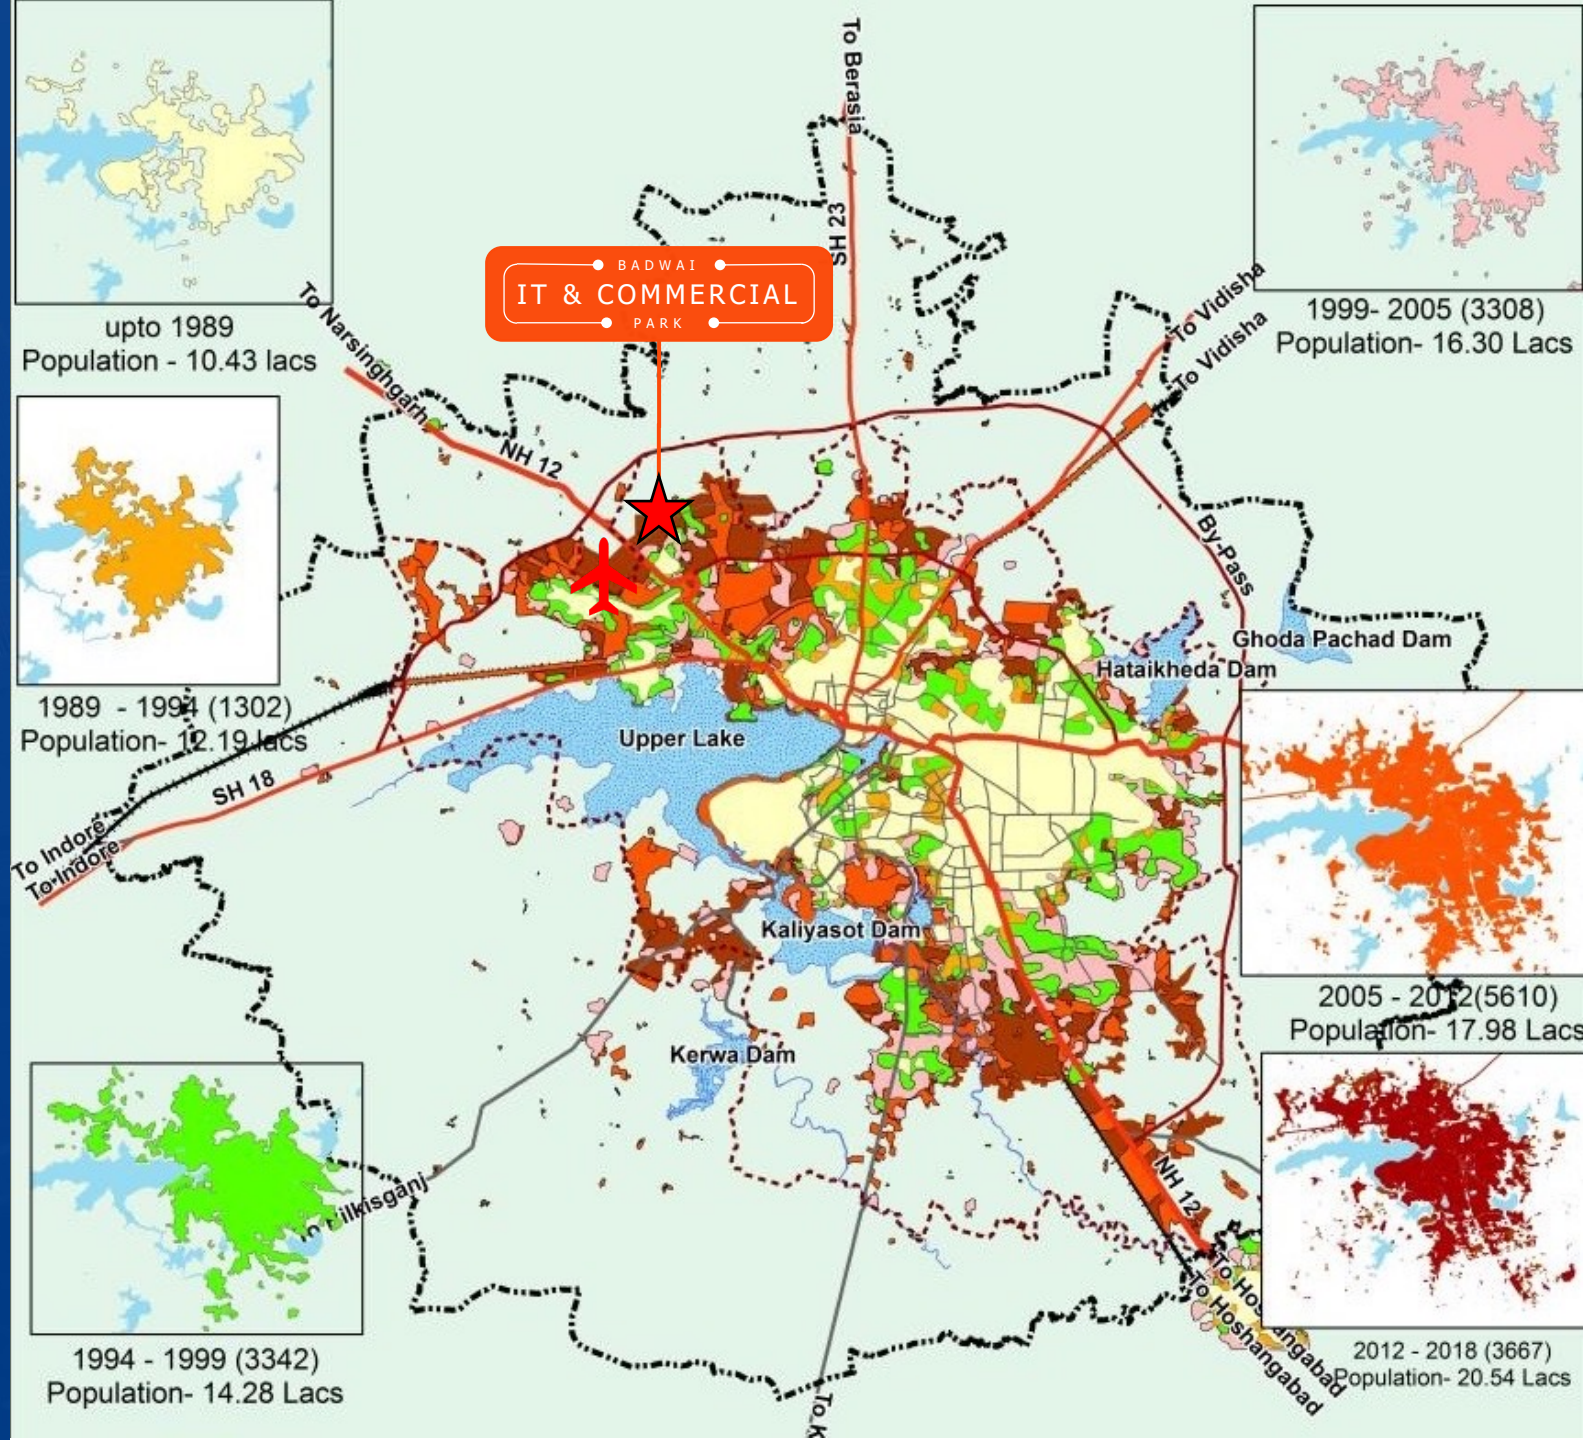 To Berasia
SH 23
BADWAI
IT & COMMERCIAL
PARK
upto 1989
Population - 10.43 lacs
1999- 2005 (3308)
Population- 16.30 Lacs
To Narsinghgarh
NH 12
To Vidisha
To Vidisha
By-Pass
Ghoda Pachad Dam
Hataikheda Dam
1989 - 1994 (1302)
Population- 12.19 lacs
Upper Lake
SH 18
To Indore
To Indore
Kaliyasot Dam
2005 - 2012(5610)
Population- 17.98 Lacs
Kerwa Dam
NH 12
To Hoshangabad
To Hoshangabad
1994 - 1999 (3342)
Population- 14.28 Lacs
2012 - 2018 (3667)
Population- 20.54 Lacs
To K